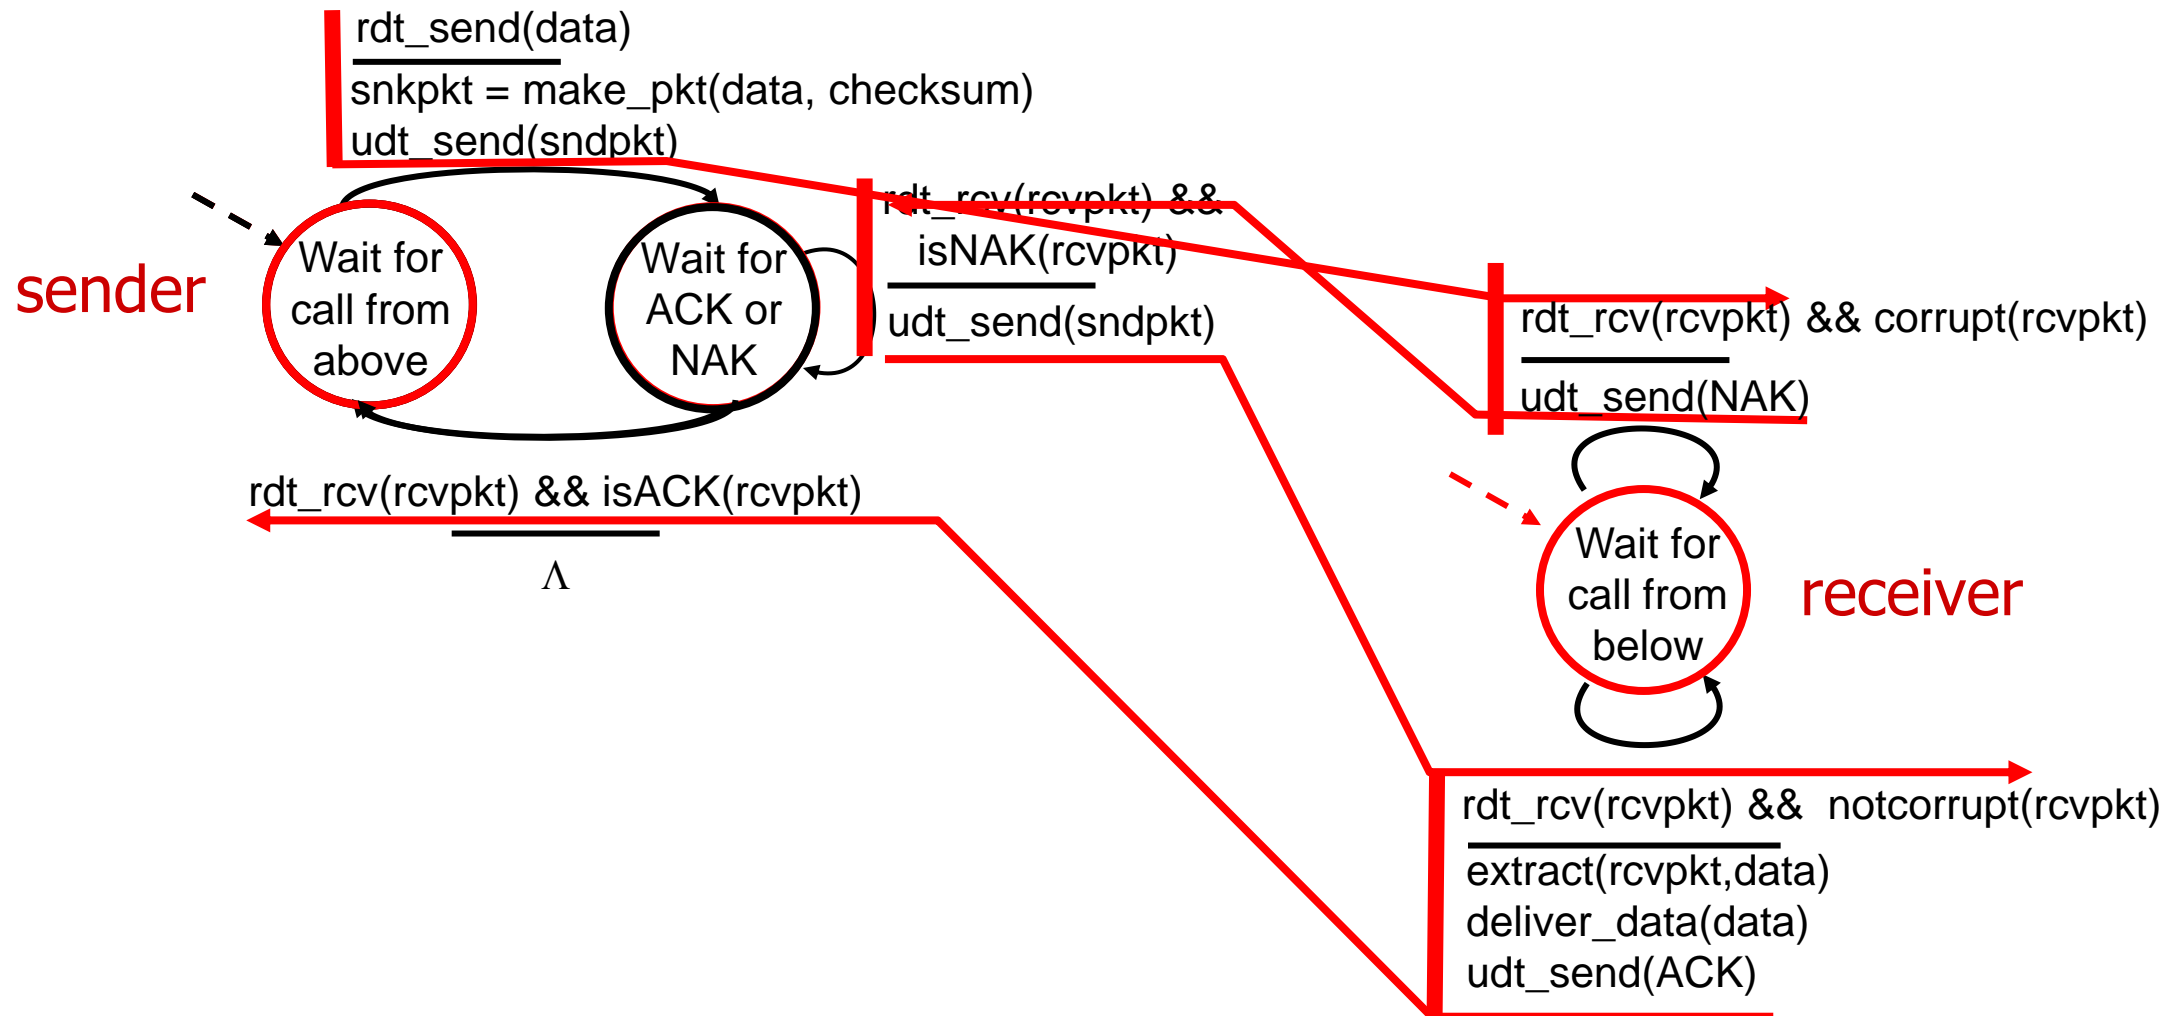 rdt_send(data)
snkpkt = make_pkt(data, checksum)
udt_send(sndpkt)
sender
Wait for
call from
above
Wait for
ACK or
NAK
rdt_rcv(rcvpkt) &&
isNAK(rcvpkt)
udt_send(sndpkt)
rdt_rcv(rcvpkt) && isACK(rcvpkt)
Λ
rdt_rcv(rcvpkt) && corrupt(rcvpkt)
udt_send(NAK)
Wait for
call from
below
receiver
rdt_rcv(rcvpkt) && notcorrupt(rcvpkt)
extract(rcvpkt,data)
deliver_data(data)
udt_send(ACK)